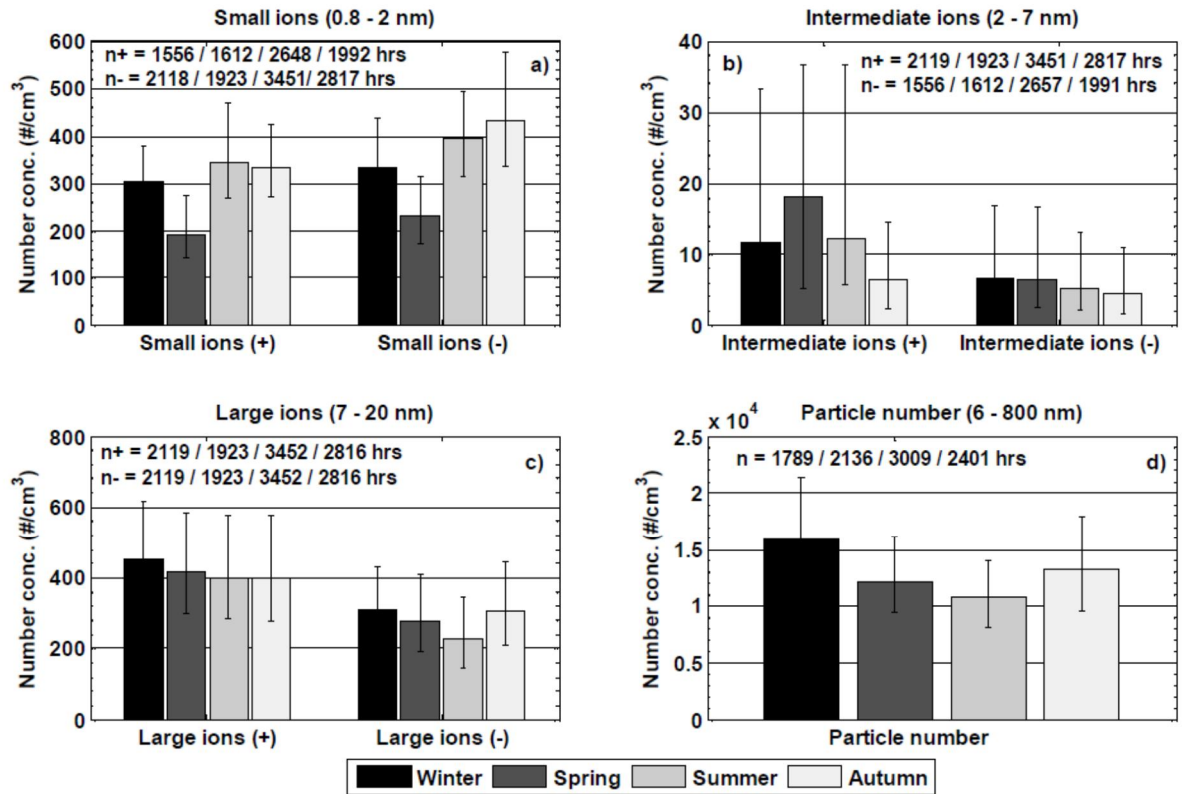 Small ions (0.8 - 2 nm)
600
500
400
300
200
100
0
Number conc. (#/cm³)
n+ = 1556 / 1612 / 2648 / 1992 hrs
n- = 2118 / 1923 / 3451/ 2817 hrs
a)
Small ions (+)
Small ions (-)
Intermediate ions (2 - 7 nm)
40
30
20
10
0
Number conc. (#/cm³)
b)
n+ = 2119 / 1923 / 3451 / 2817 hrs
n- = 1556 / 1612 / 2657 / 1991 hrs
Intermediate ions (+)
Intermediate ions (-)
Large ions (7 - 20 nm)
800
600
400
200
0
Number conc. (#/cm³)
n+ = 2119 / 1923 / 3452 / 2816 hrs
n- = 2119 / 1923 / 3452 / 2816 hrs
c)
Large ions (+)
Large ions (-)
x 10⁴
Particle number (6 - 800 nm)
2.5
2
1.5
1
0.5
0
Number conc. (#/cm³)
n = 1789 / 2136 / 3009 / 2401 hrs
d)
Particle number
Winter
Spring
Summer
Autumn